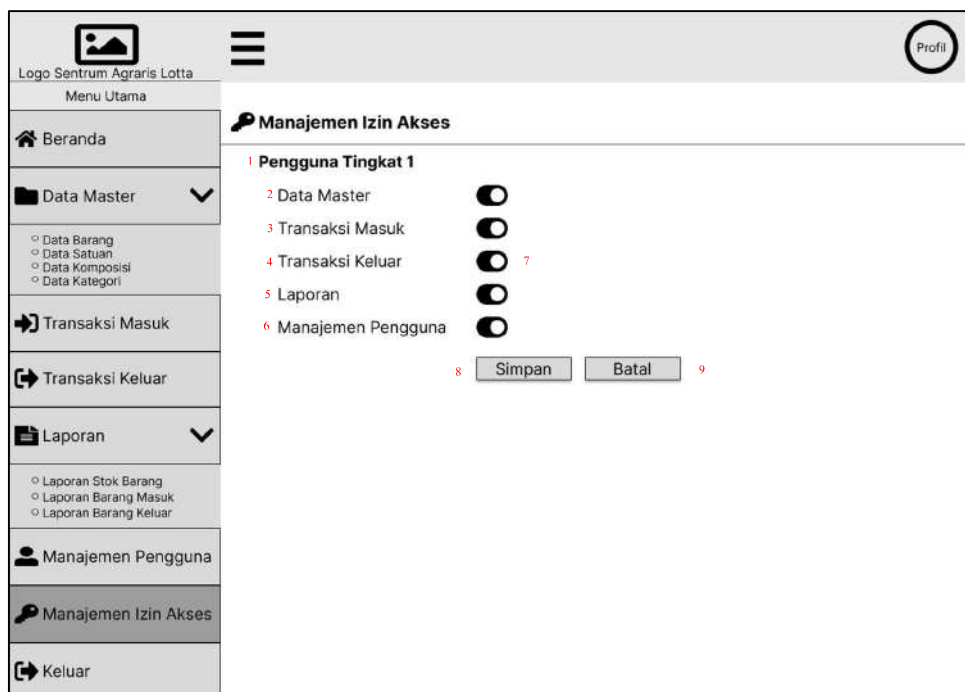 Logo Sentrum Agraris Lotta
Profil
Menu Utama
Beranda
Data Master
Data Barang
Data Satuan
Data Komposisi
Data Kategori
Transaksi Masuk
Transaksi Keluar
Laporan
Laporan Stok Barang
Laporan Barang Masuk
Laporan Barang Keluar
Manajemen Pengguna
Manajemen Izin Akses
Keluar
Manajemen Izin Akses
1 Pengguna Tingkat 1
2 Data Master
3 Transaksi Masuk
4 Transaksi Keluar 7
5 Laporan
6 Manajemen Pengguna
8 Simpan Batal 9